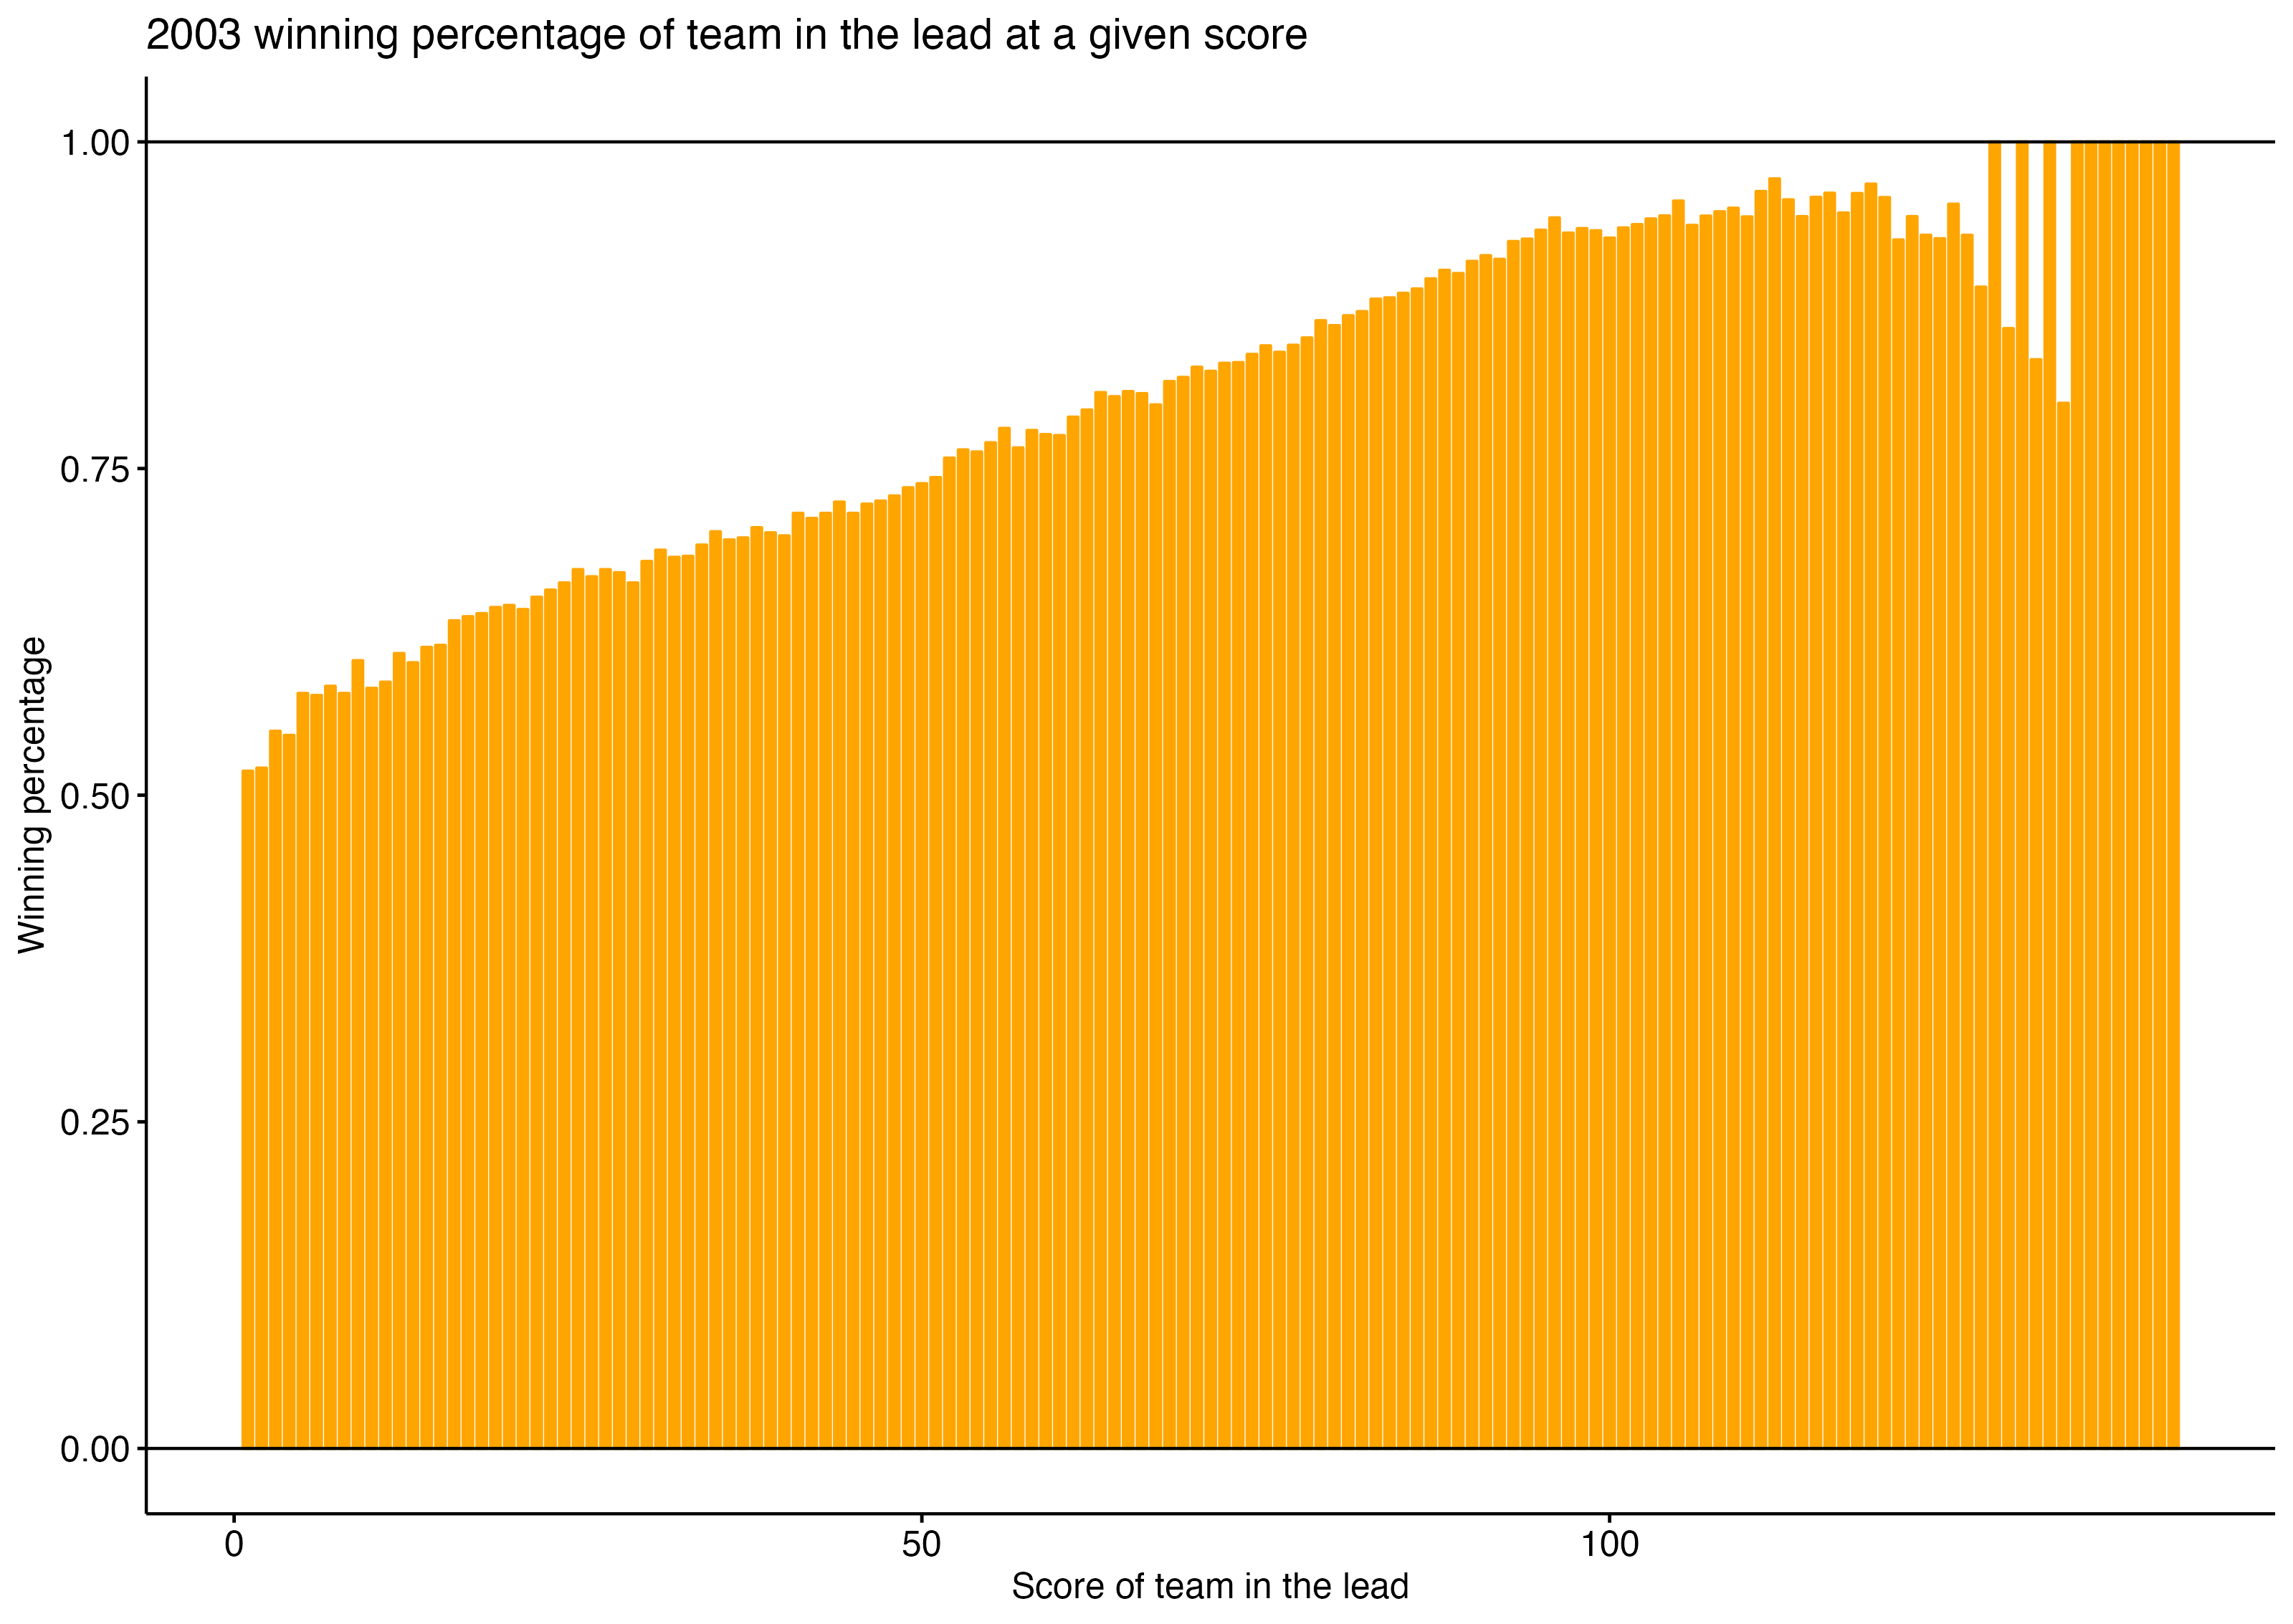 2003 winning percentage of team in the lead at a given score
Winning percentage
1.00
0.75
0.50
0.25
0.00
0
50
100
Score of team in the lead